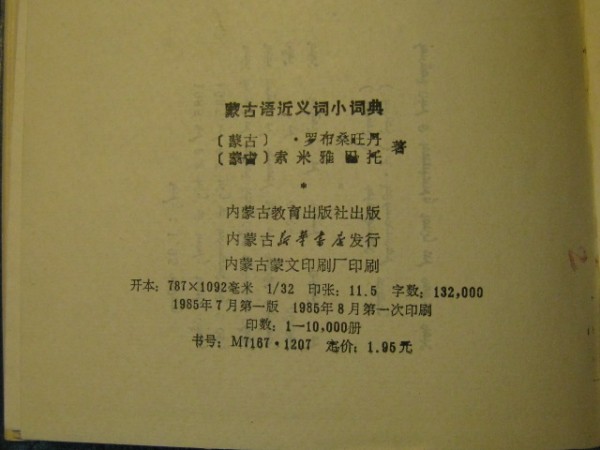 蒙古语近义词小词典
〔蒙古〕 ·罗布桑旺丹
〔蒙古〕索米雅巴托
著
内蒙古教育出版社出版
内蒙古新华书店发行
内蒙古蒙文印刷厂印刷
开本：787×1092毫米 1/32 印张：11.5 字数：132,000
1985年7月第一版 1985年8月第一次印刷
印数：1—10,000册
书号：M7167·1207 定价：1.95元